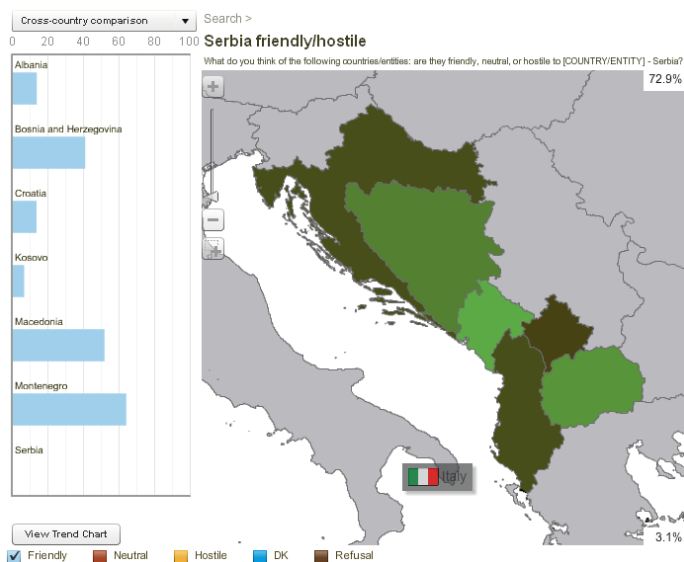 Cross-country comparison
Search >
0 20 40 60 80 100
Serbia friendly/hostile
What do you think of the following countries/entities: are they friendly, neutral, or hostile to [COUNTRY/ENTITY] - Serbia?
72.9%
Albania
Bosnia and Herzegovina
Croatia
Kosovo
Macedonia
Montenegro
Serbia
Italy
View Trend Chart
3.1%
Friendly Neutral Hostile DK Refusal